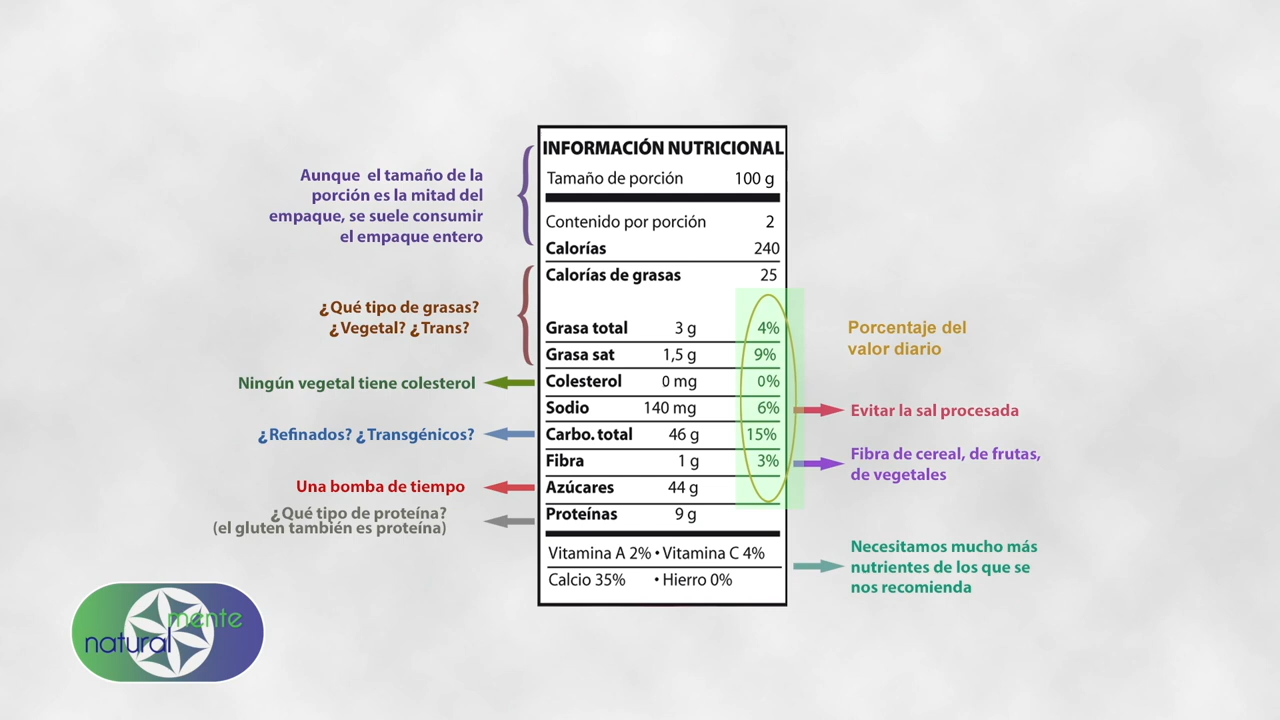 INFORMACIÓN NUTRICIONAL
Tamaño de porción 100 g
Contenido por porción 2
Calorías 240
Calorías de grasas 25
Grasa total 3 g 4%
Grasa sat 1,5 g 9%
Colesterol 0 mg 0%
Sodio 140 mg 6%
Carbo. total 46 g 15%
Fibra 1 g 3%
Azúcares 44 g
Proteínas 9 g
Vitamina A 2% • Vitamina C 4%
Calcio 35% • Hierro 0%
Aunque el tamaño de la
porción es la mitad del
empaque, se suele consumir
el empaque entero
¿Qué tipo de grasas?
¿Vegetal? ¿Trans?
Ningún vegetal tiene colesterol
¿Refinados? ¿Transgénicos?
Una bomba de tiempo
¿Qué tipo de proteína?
(el gluten también es proteína)
Porcentaje del
valor diario
Evitar la sal procesada
Fibra de cereal, de frutas,
de vegetales
Necesitamos mucho más
nutrientes de los que se
nos recomienda
natural
mente